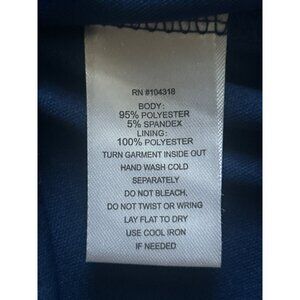 RN #104318
BODY:
95% POLYESTER
5% SPANDEX
LINING:
100% POLYESTER
TURN GARMENT INSIDE OUT
HAND WASH COLD
SEPARATELY
DO NOT BLEACH,
DO NOT TWIST OR WRING
LAY FLAT TO DRY
USE COOL IRON
IF NEEDED